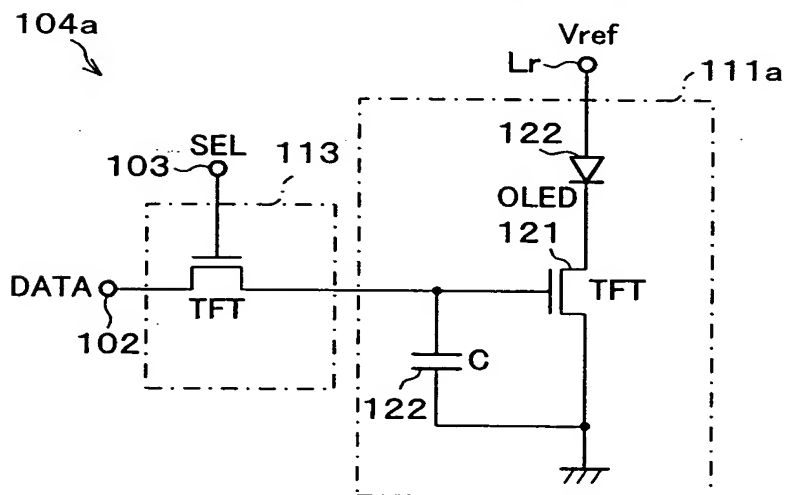 104a
Vref
Lr
111a
SEL
103
113
122
OLED
121
DATA
TFT
TFT
102
C
122